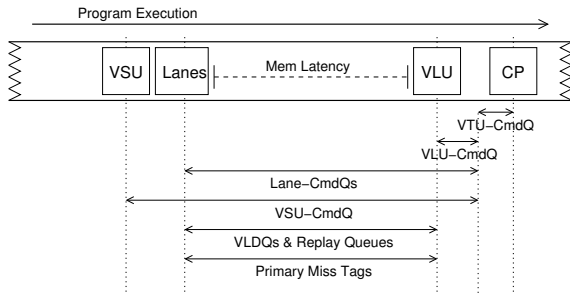 Program Execution
VSU
Lanes
Mem Latency
VLU
CP
VTU−CmdQ
VLU−CmdQ
Lane−CmdQs
VSU−CmdQ
VLDQs & Replay Queues
Primary Miss Tags